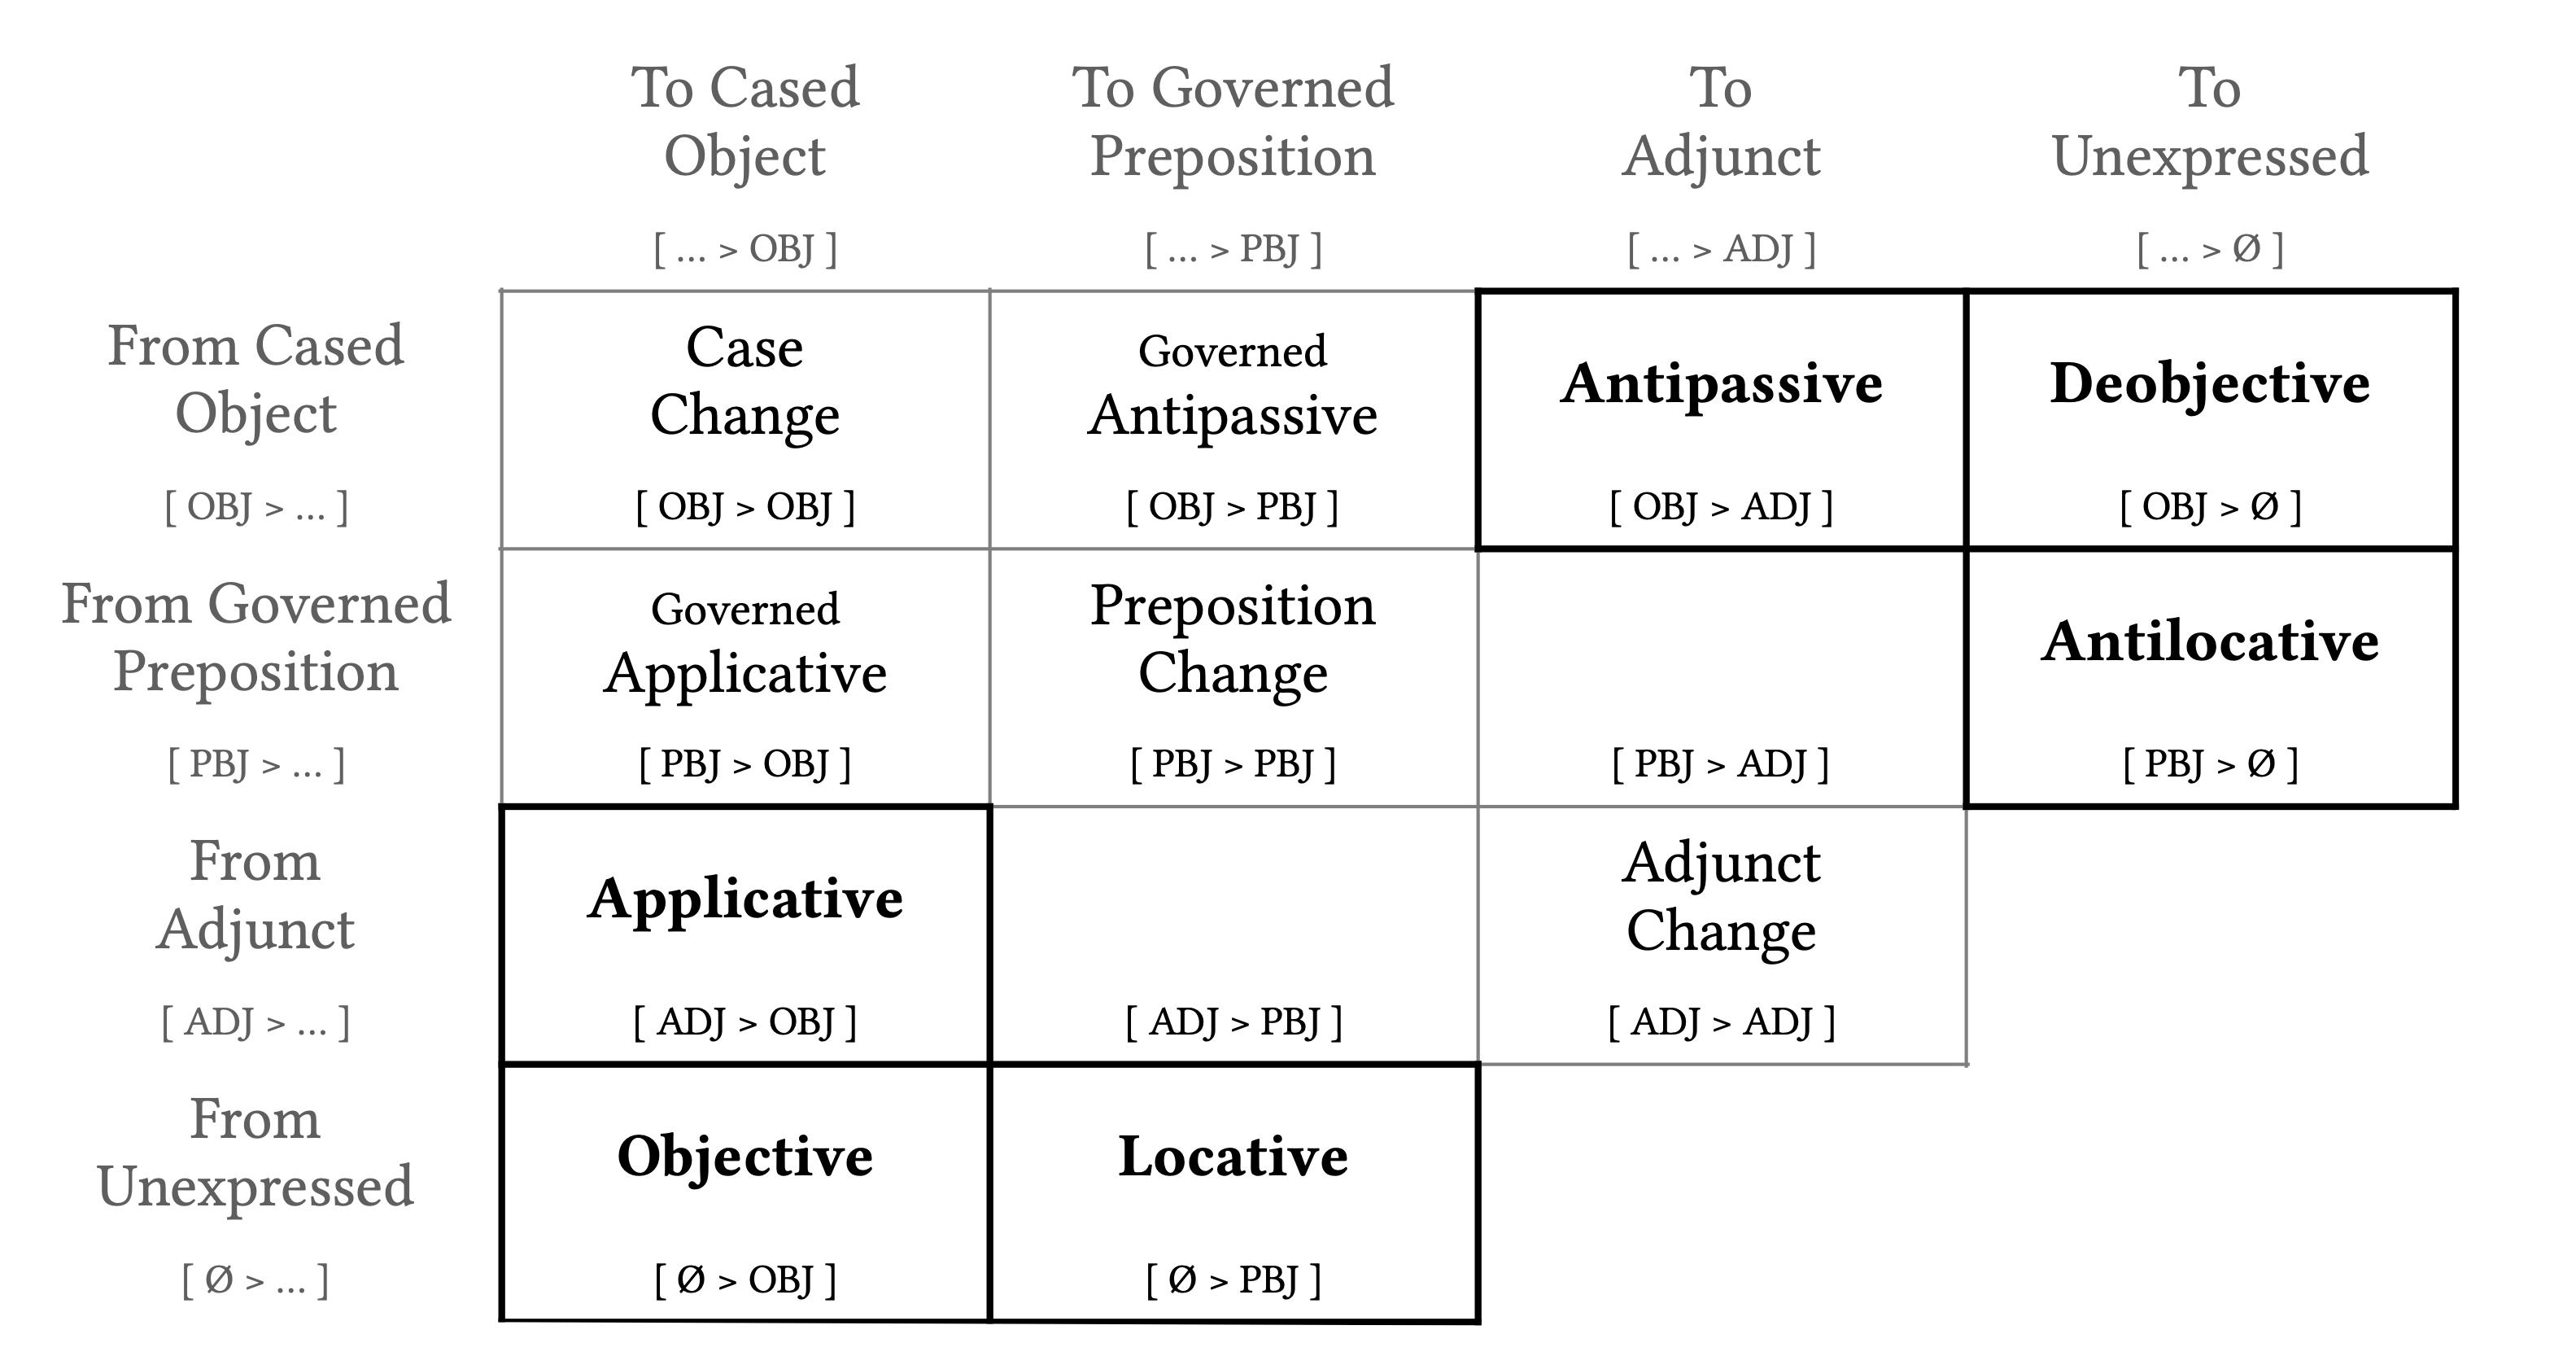 To Cased
Object
[ … > OBJ ]
To Governed
Preposition
[ … > PBJ ]
To
Adjunct
[ … > ADJ ]
To
Unexpressed
[ … > Ø ]
From Cased
Object
[ OBJ > … ]
Case
Change
[ OBJ > OBJ ]
Governed
Antipassive
[ OBJ > PBJ ]
Antipassive
[ OBJ > ADJ ]
Deobjective
[ OBJ > Ø ]
From Governed
Preposition
[ PBJ > … ]
Governed
Applicative
[ PBJ > OBJ ]
Preposition
Change
[ PBJ > PBJ ]
[ PBJ > ADJ ]
Antilocative
[ PBJ > Ø ]
From
Adjunct
[ ADJ > … ]
Applicative
[ ADJ > OBJ ]
[ ADJ > PBJ ]
Adjunct
Change
[ ADJ > ADJ ]
From
Unexpressed
[ Ø > … ]
Objective
[ Ø > OBJ ]
Locative
[ Ø > PBJ ]